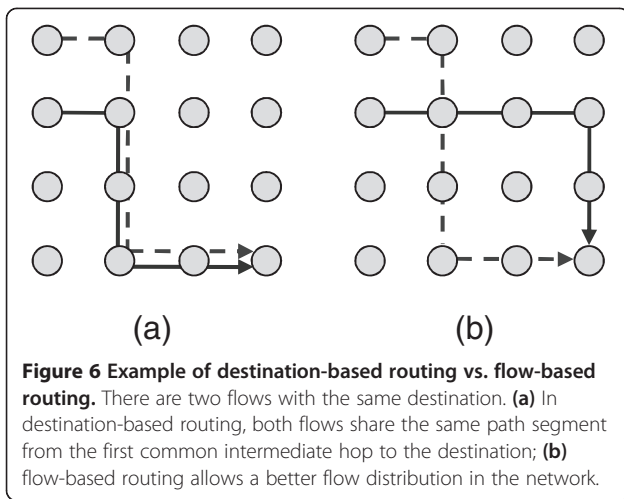 (a)
(b)
Figure 6 Example of destination-based routing vs. flow-based
routing. There are two flows with the same destination. (a) In
destination-based routing, both flows share the same path segment
from the first common intermediate hop to the destination; (b)
flow-based routing allows a better flow distribution in the network.